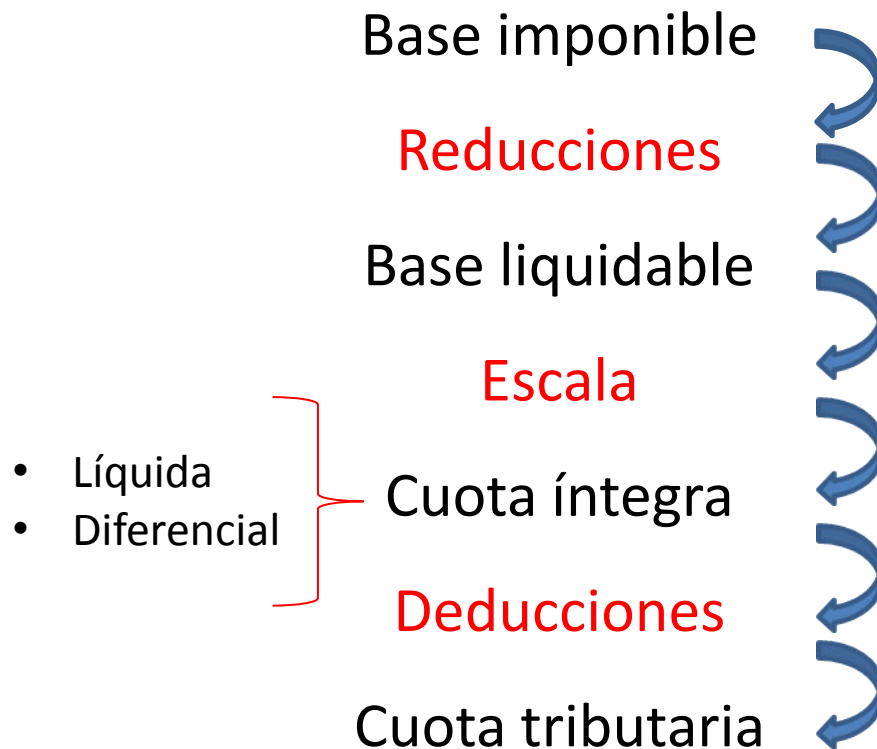 Base imponible
Reducciones
Base liquidable
Escala
• Líquida
Cuota íntegra
• Diferencial
Deducciones
Cuota tributaria